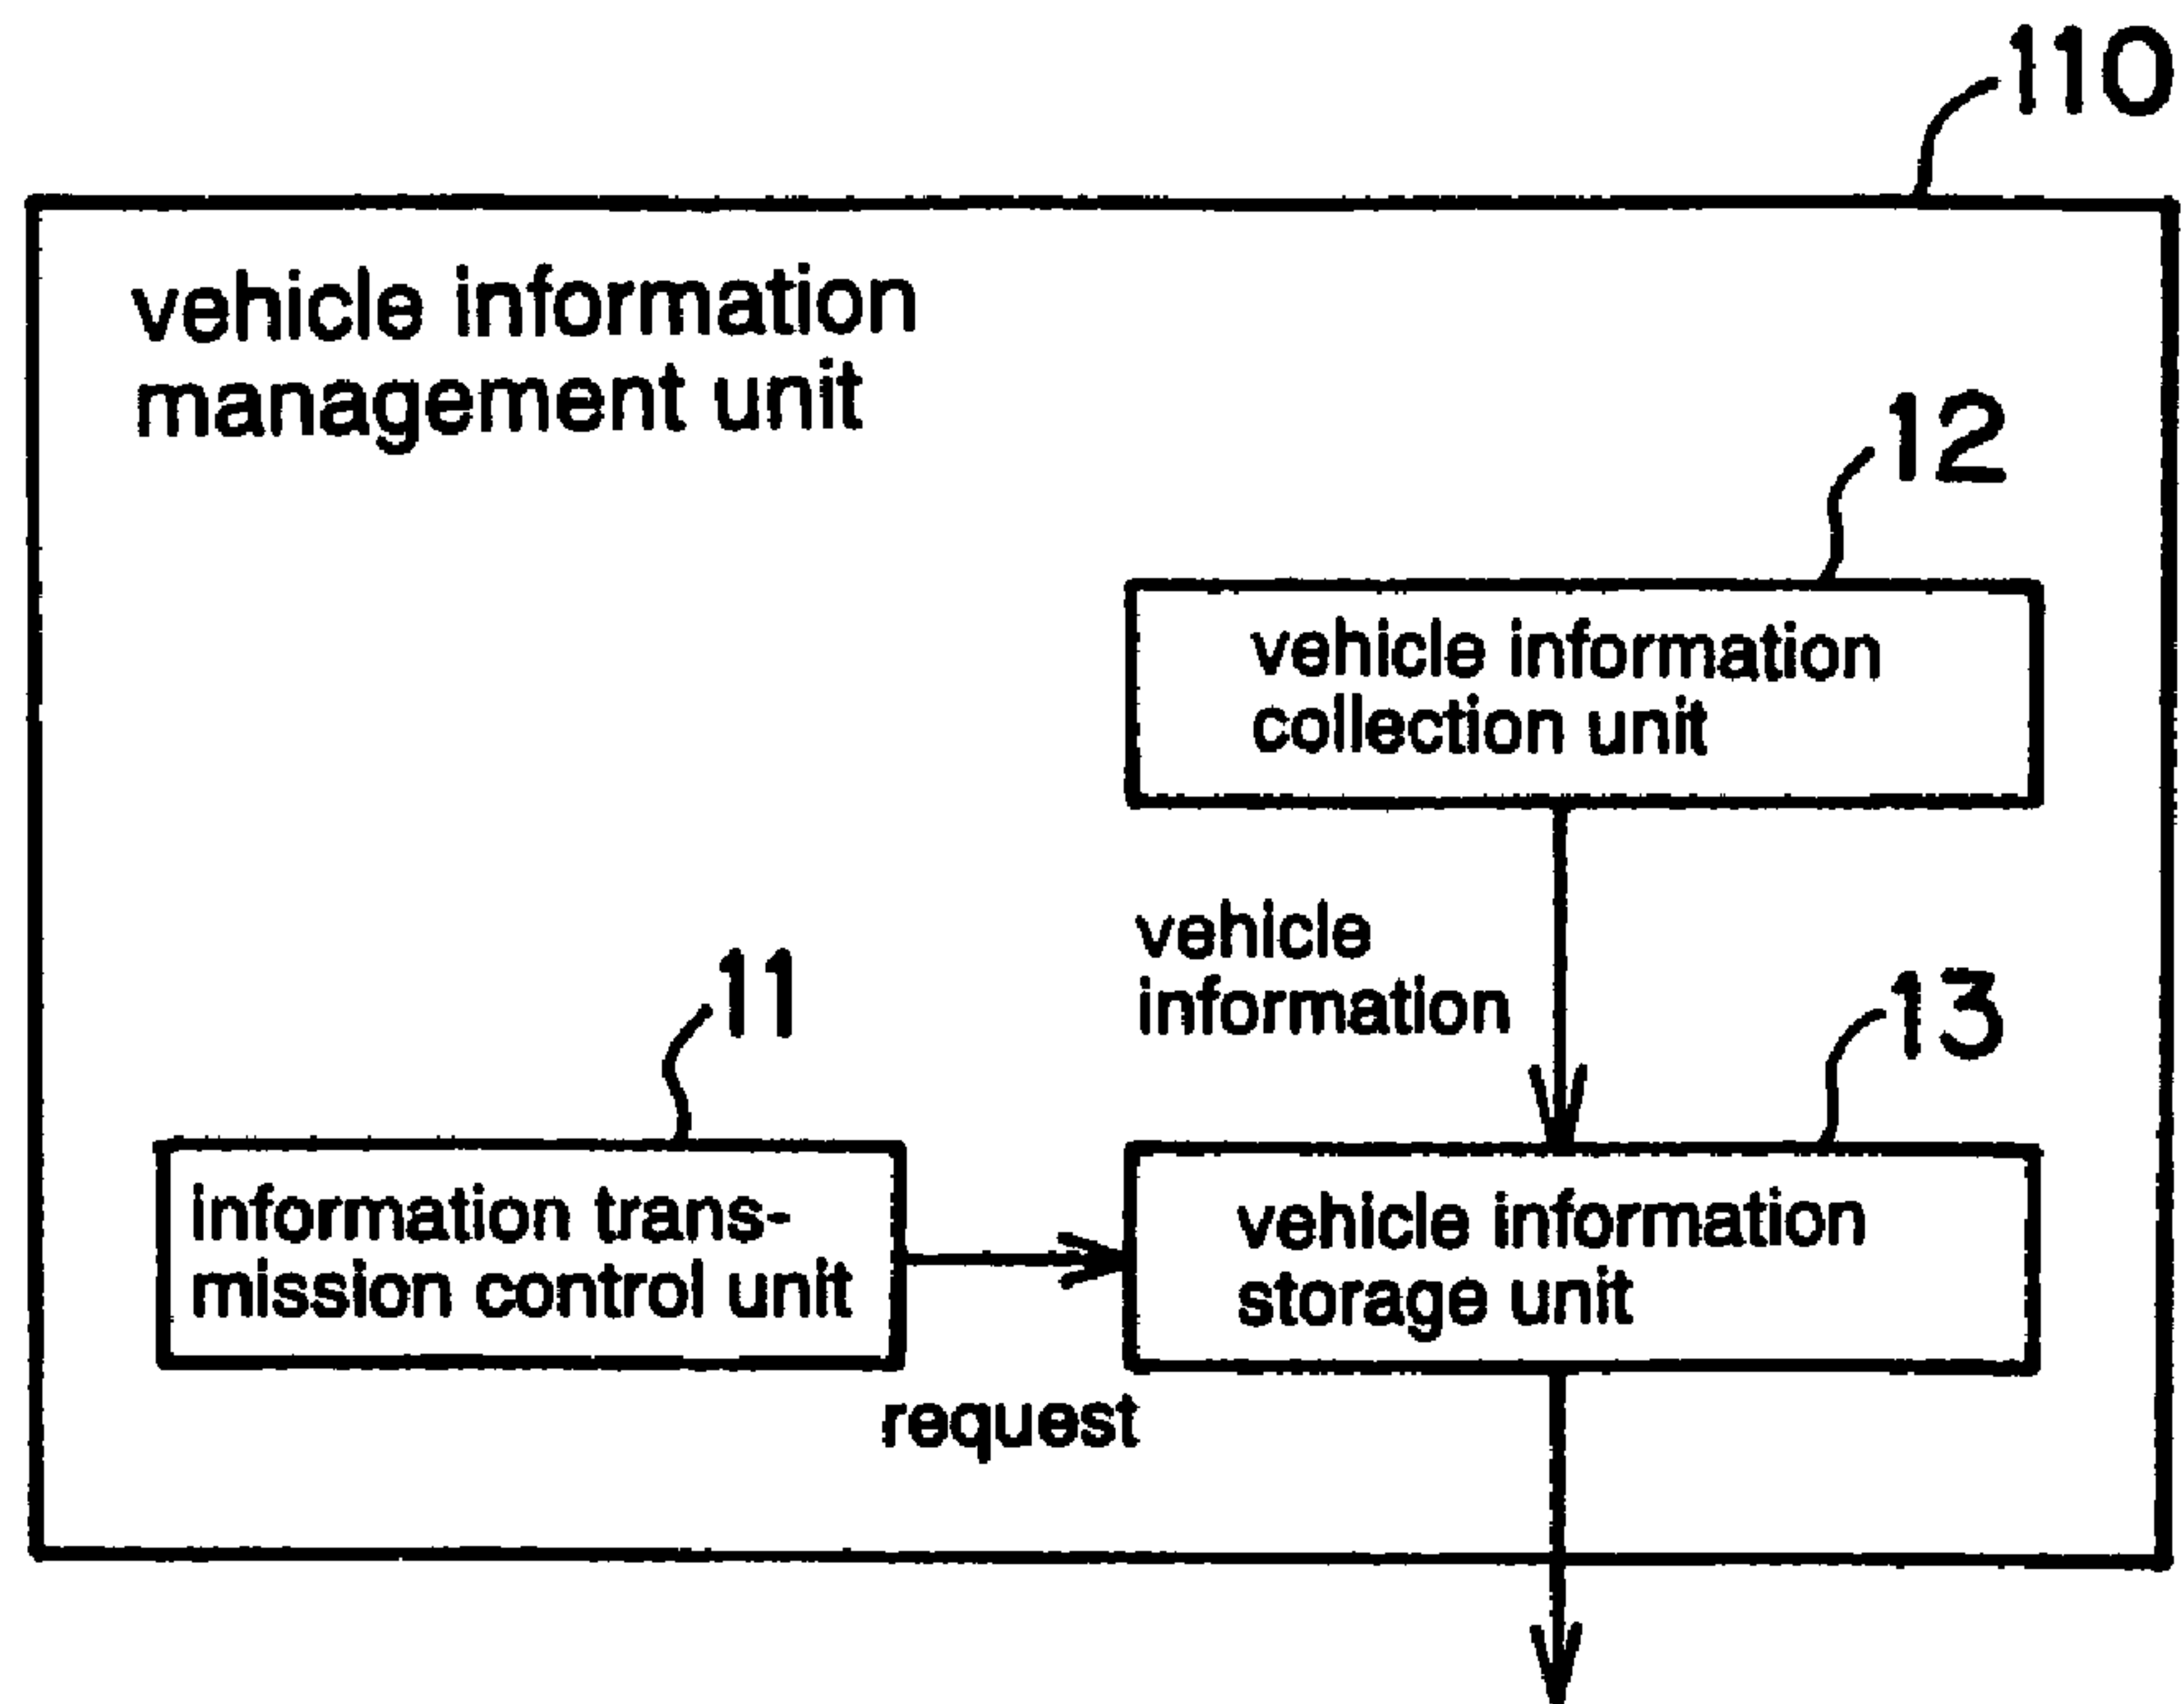 110
vehicle information
management unit
12
vehicle information
collection unit
vehicle
information
11
13
information trans-
mission control unit
vehicle information
storage unit
request